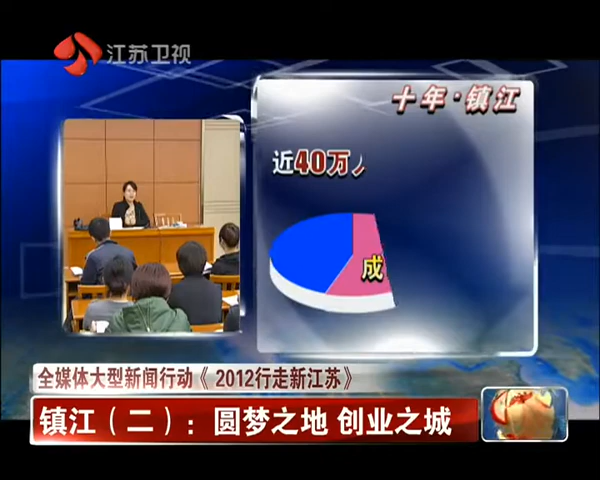 江苏卫视
十年·镇江
近40万
成
全媒体大型新闻行动《 2012行走新江苏》
镇江(二): 圆梦之地 创业之城